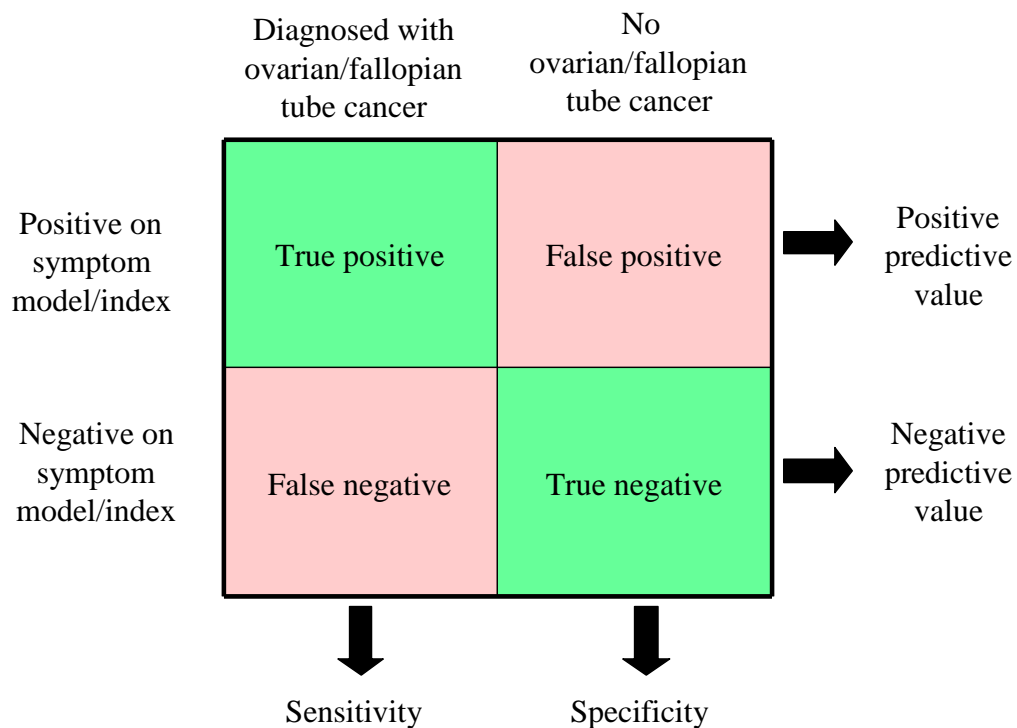 Diagnosed with
ovarian/fallopian
tube cancer
No
ovarian/fallopian
tube cancer
Positive on
symptom
model/index
True positive
False positive
Positive
predictive
value
Negative on
symptom
model/index
False negative
True negative
Negative
predictive
value
Sensitivity
Specificity